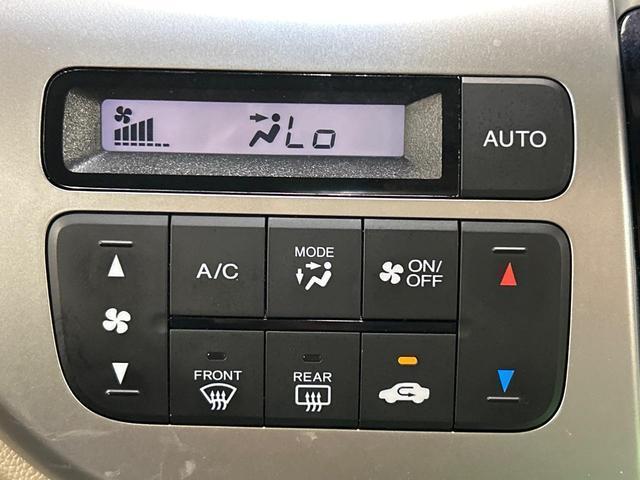 Lo
AUTO
A/C
MODE
ON/
OFF
FRONT
REAR